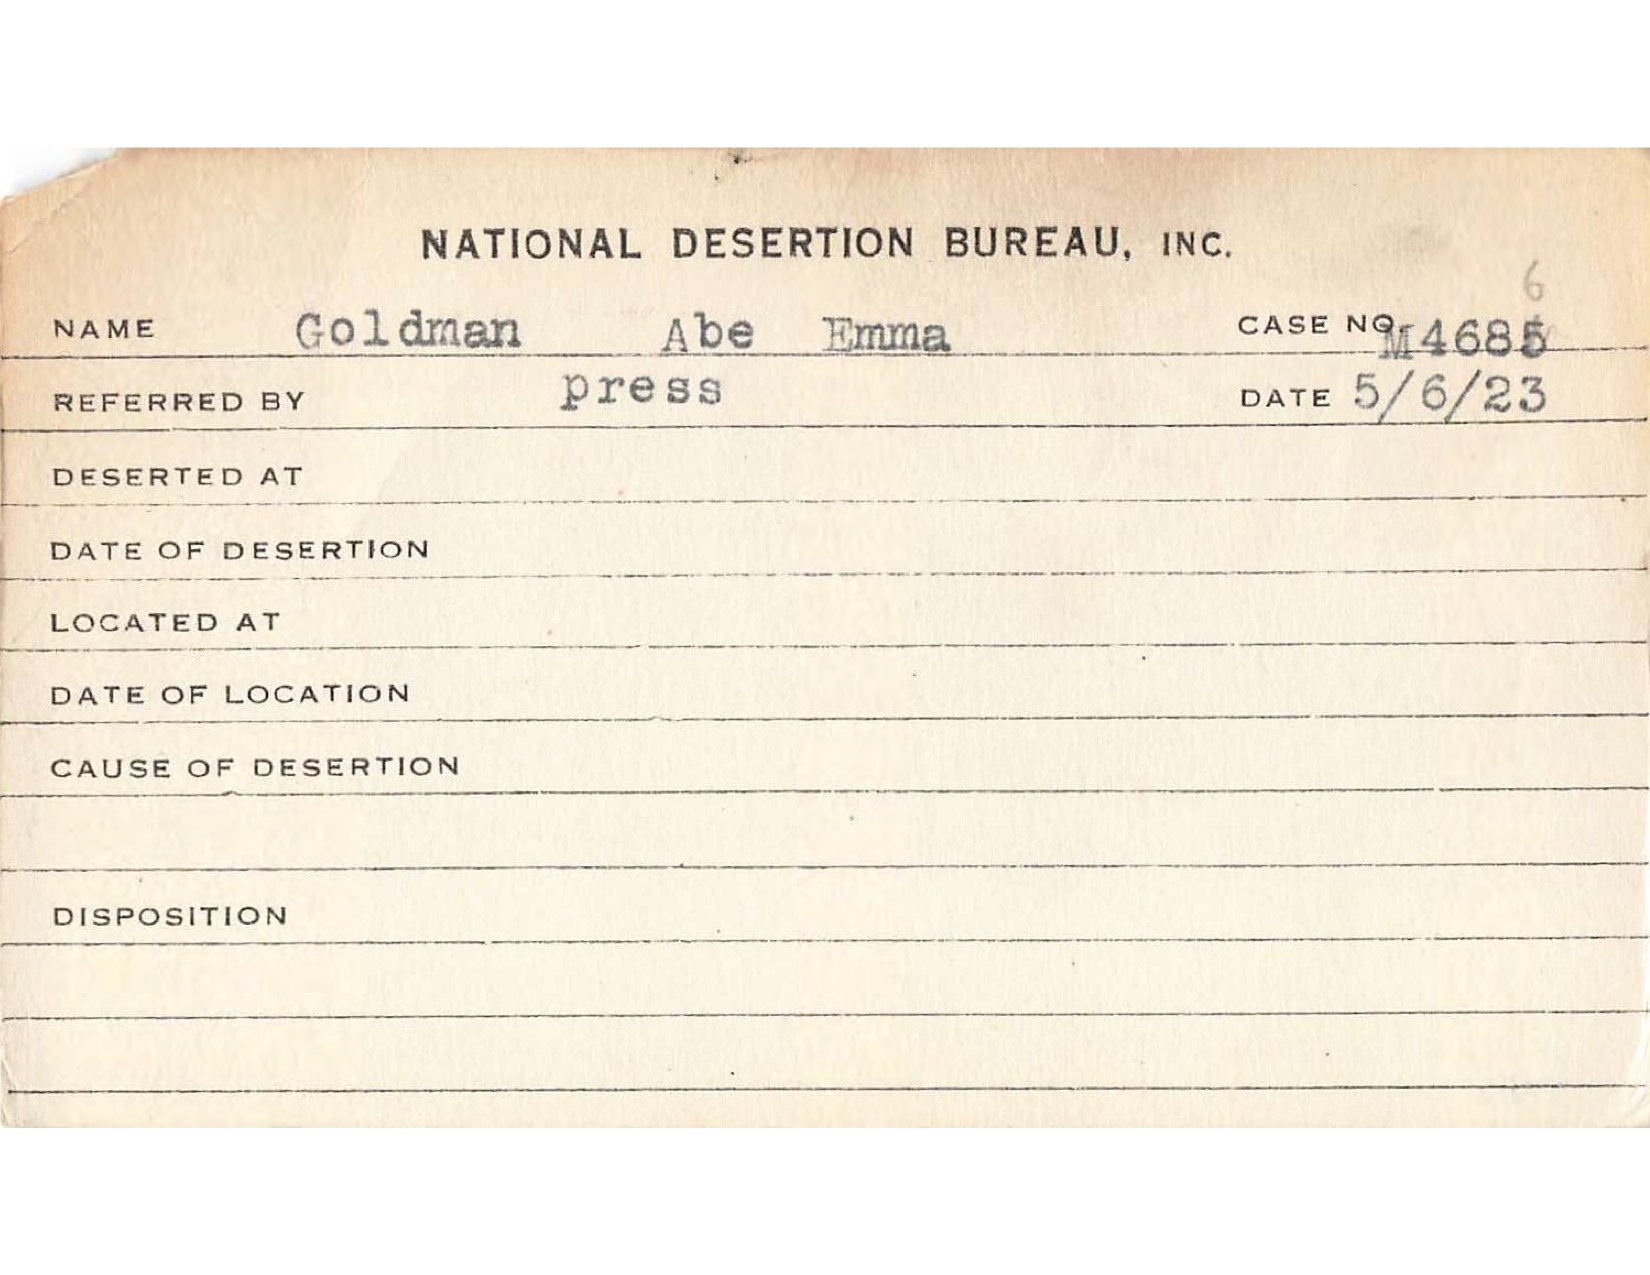 NATIONAL DESERTION BUREAU, INC.
6
NAME Goldman Abe Emma CASE NO. M4685
REFERRED BY press DATE 5/6/23
DESERTED AT
DATE OF DESERTION
LOCATED AT
DATE OF LOCATION
CAUSE OF DESERTION
DISPOSITION